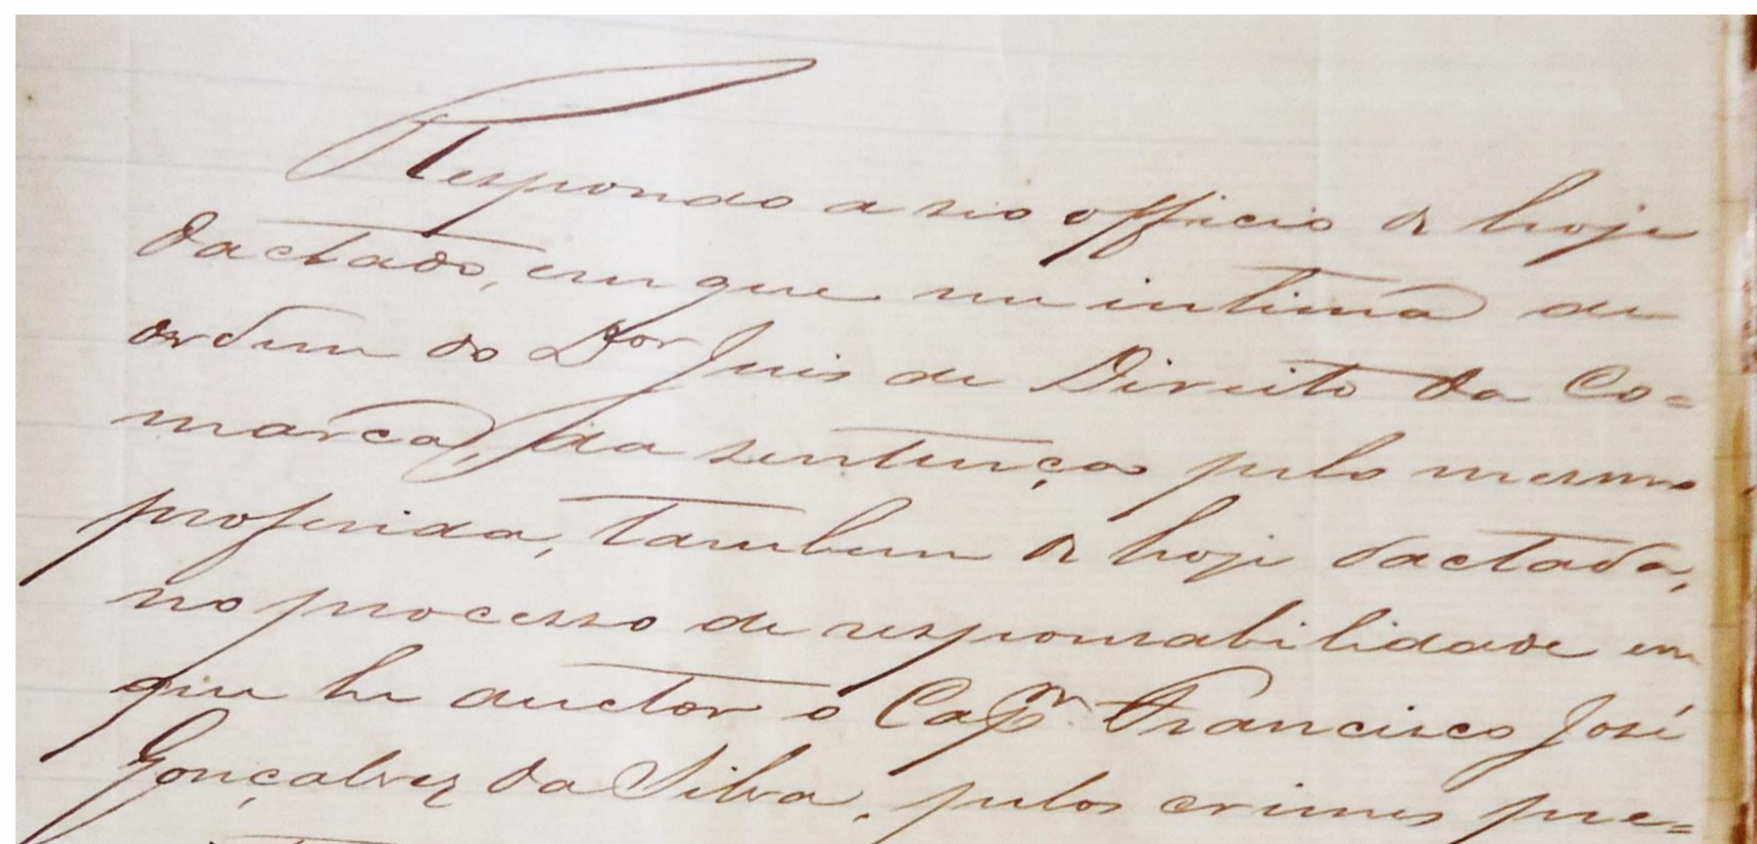 Respondo a seo officio de hoje
dactado, em que me intima de
ordem do Dor Juis de Direito da Co=
marca, da sentença pelo mesmo
proferida, tambem de hoje dactada,
no processo de responsabilidade em
que he auctor o Capm. Francisco José
Gonçalvez da Silva, pelos crimes pre=